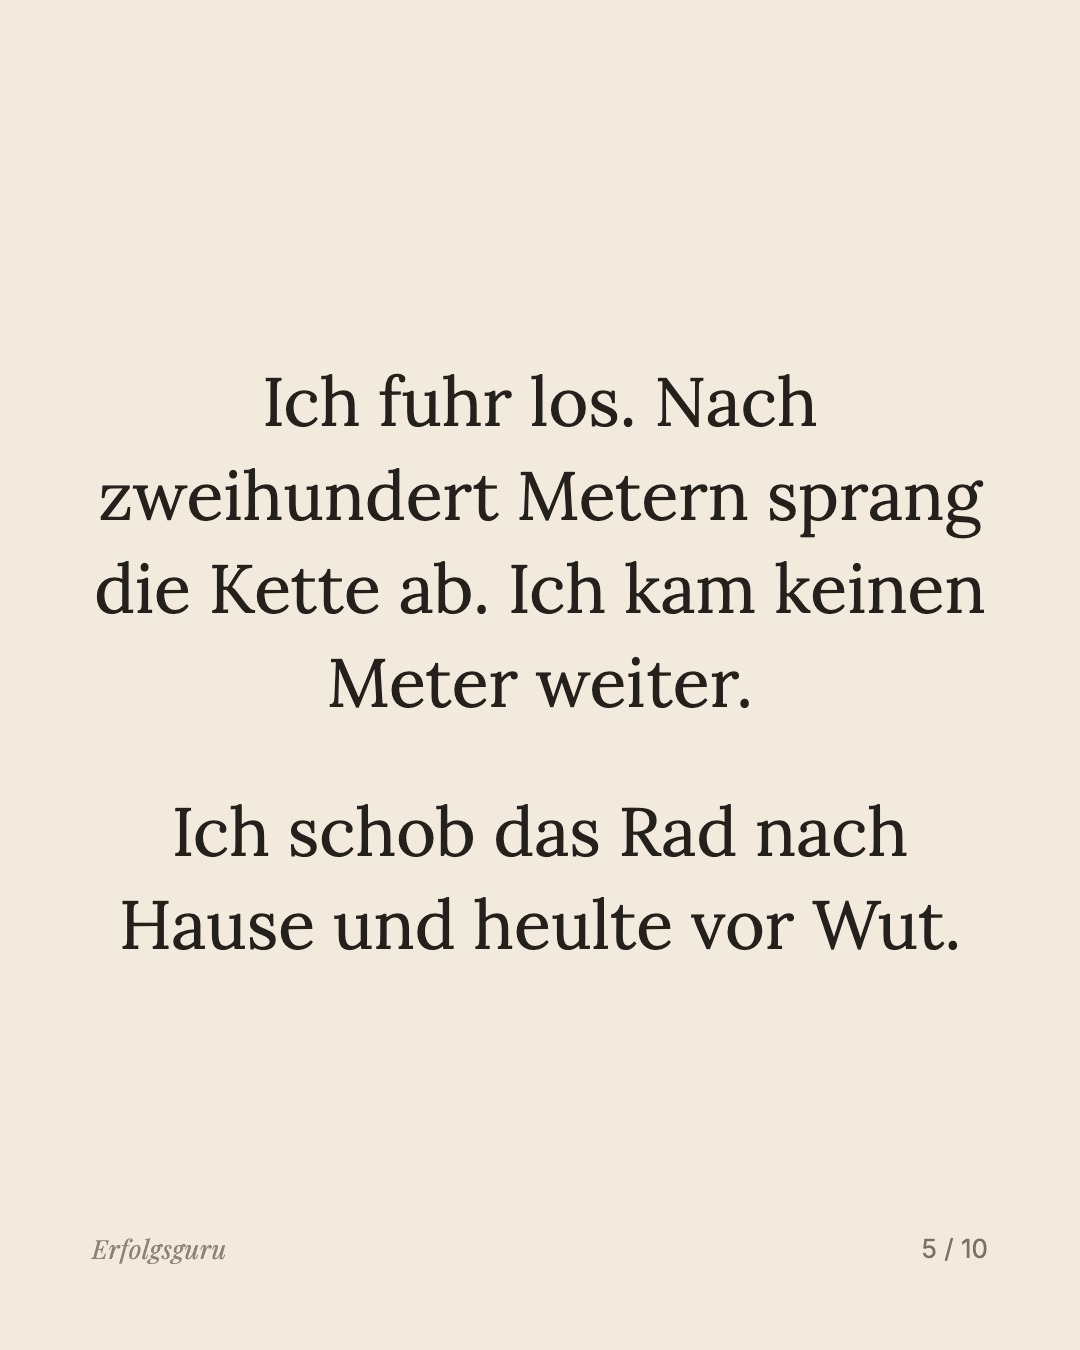 Ich fuhr los. Nach
zweihundert Metern sprang
die Kette ab. Ich kam keinen
Meter weiter.
Ich schob das Rad nach
Hause und heulte vor Wut.
Erfolgsguru
5 / 10